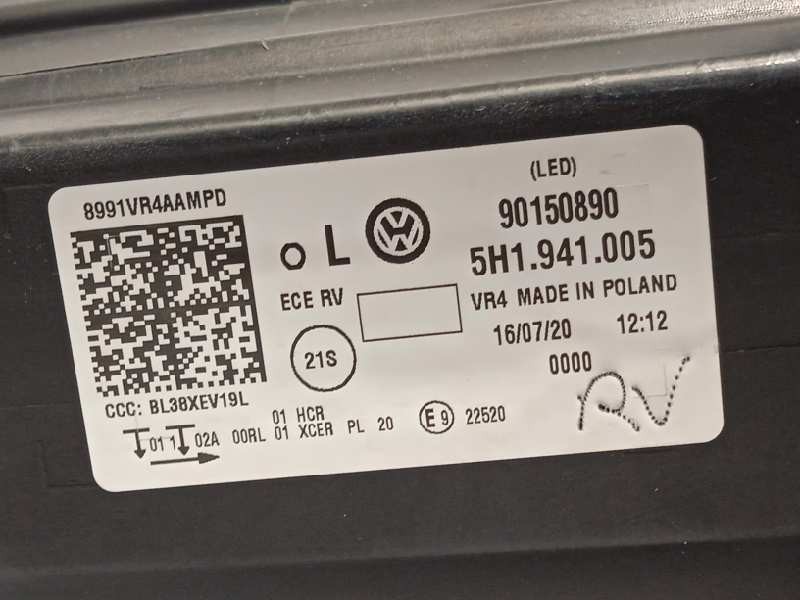 (LED)
8991VR4AAMPD
90150890
o L VW
5H1.941.005
ECE RV
VR4 MADE IN POLAND
16/07/20 12:12
21S
0000
CCC: BL38XEV19L
RV
01 HCR
01 1 02A 00RL 01 XCER PL 20 E9 22520